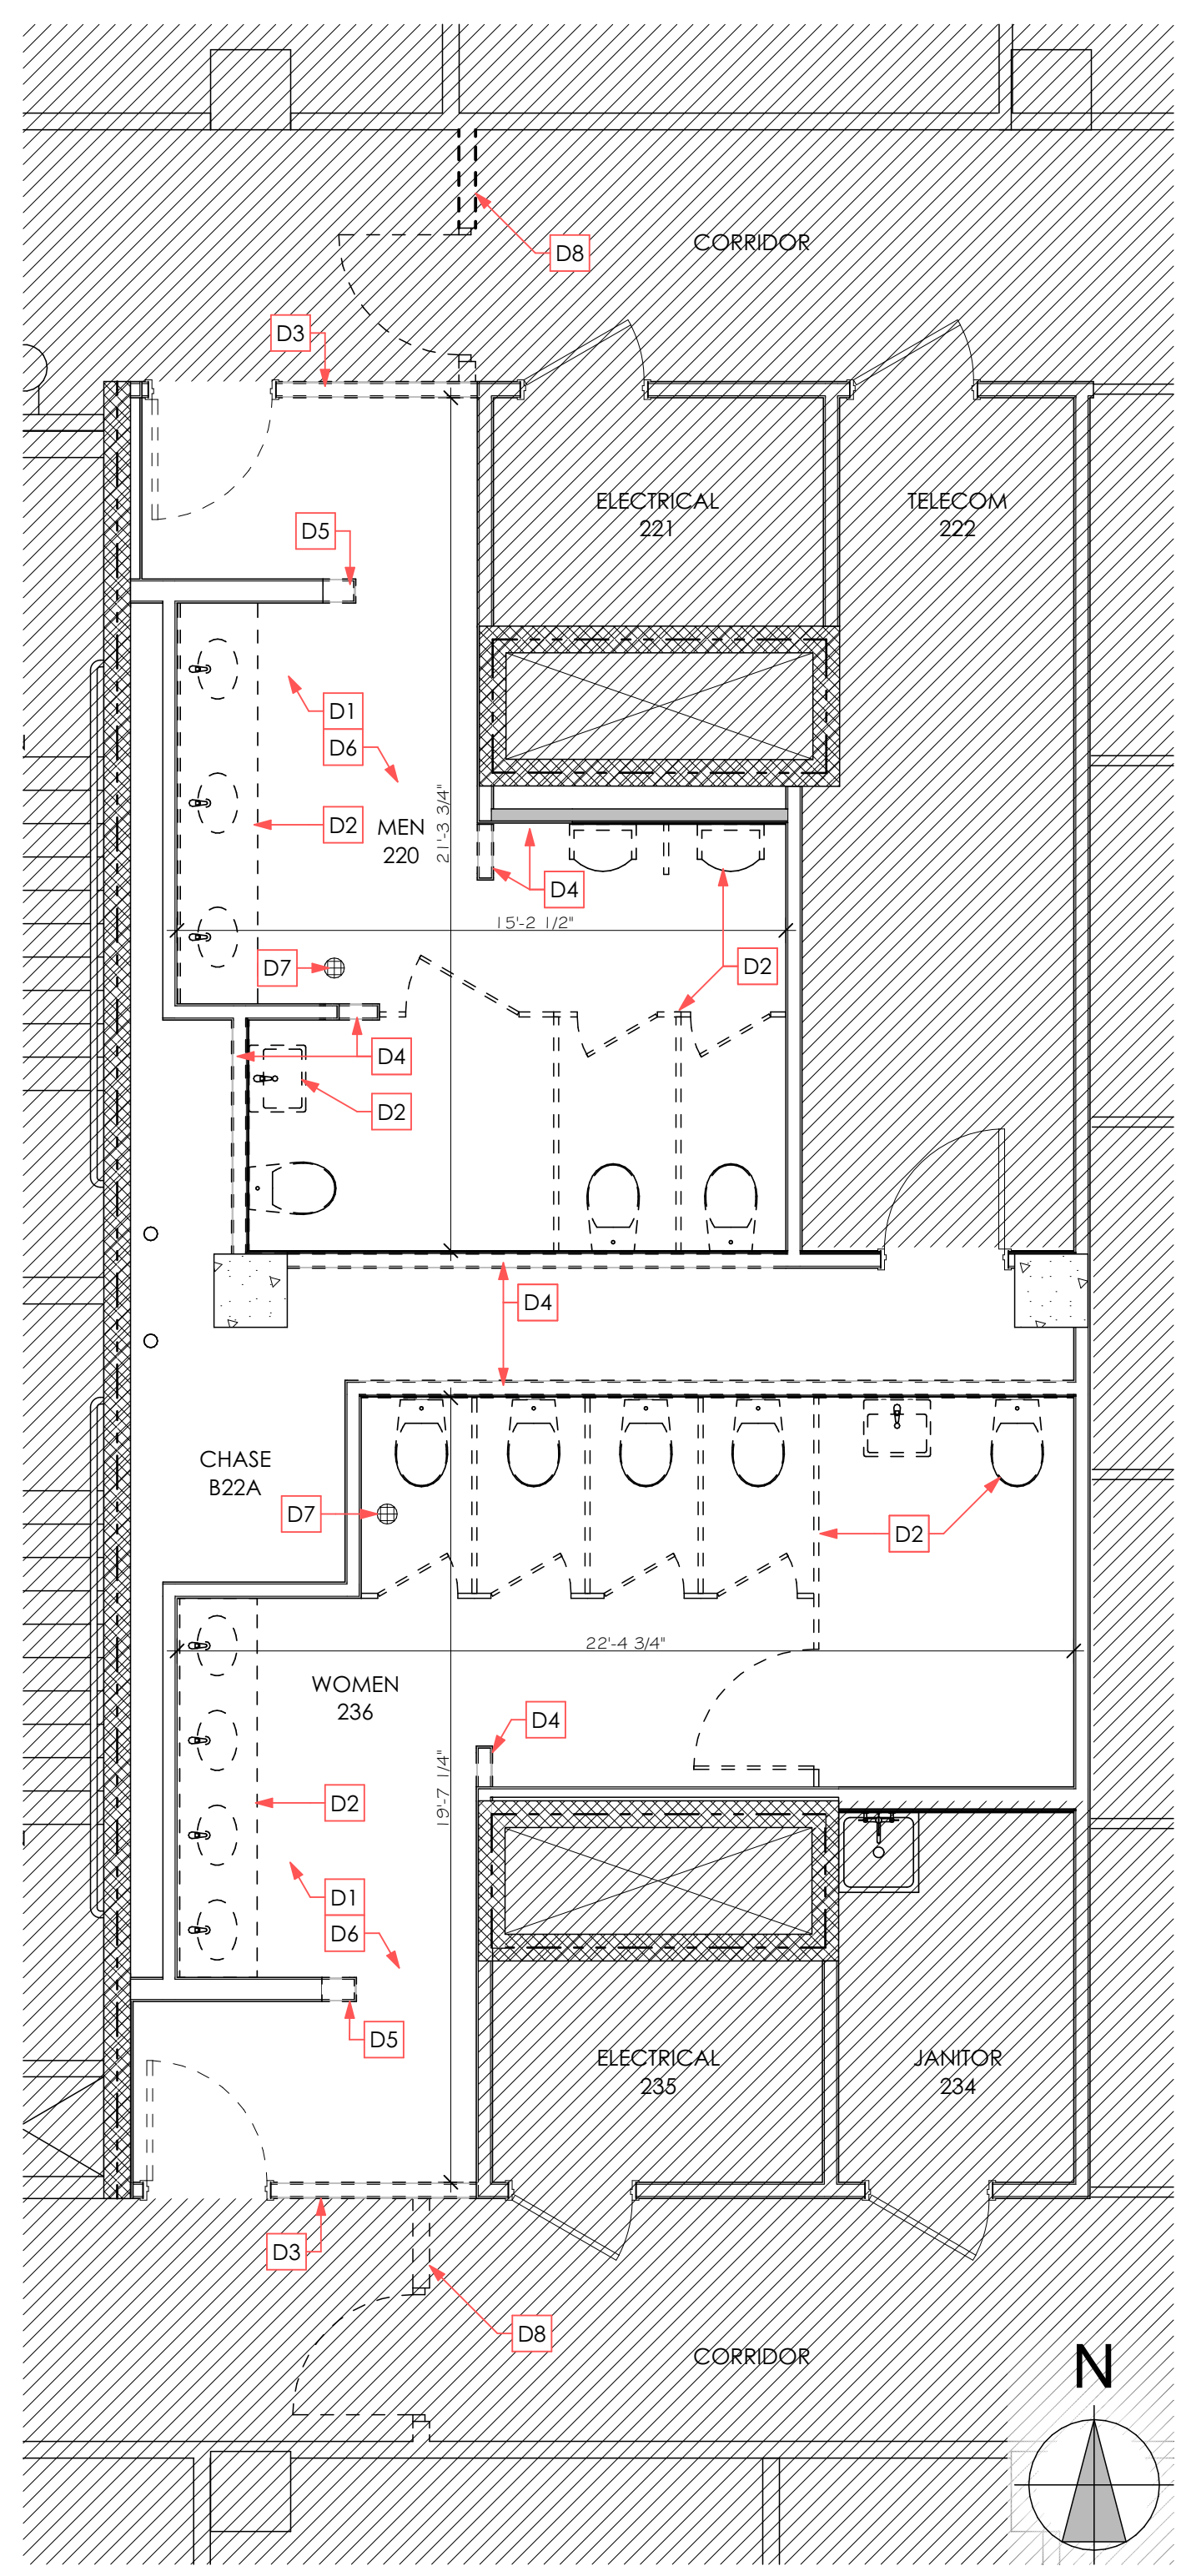 D8
CORRIDOR
D3
ELECTRICAL
221
TELECOM
222
D5
D1
D6
D2
MEN
220
21'-3 3/4"
D4
15'-2 1/2"
D7
D2
D4
D2
D4
CHASE
B22A
D7
D2
22'-4 3/4"
WOMEN
236
D4
19'-7 1/4"
D2
D1
D6
D5
ELECTRICAL
235
JANITOR
234
D3
D8
CORRIDOR
N